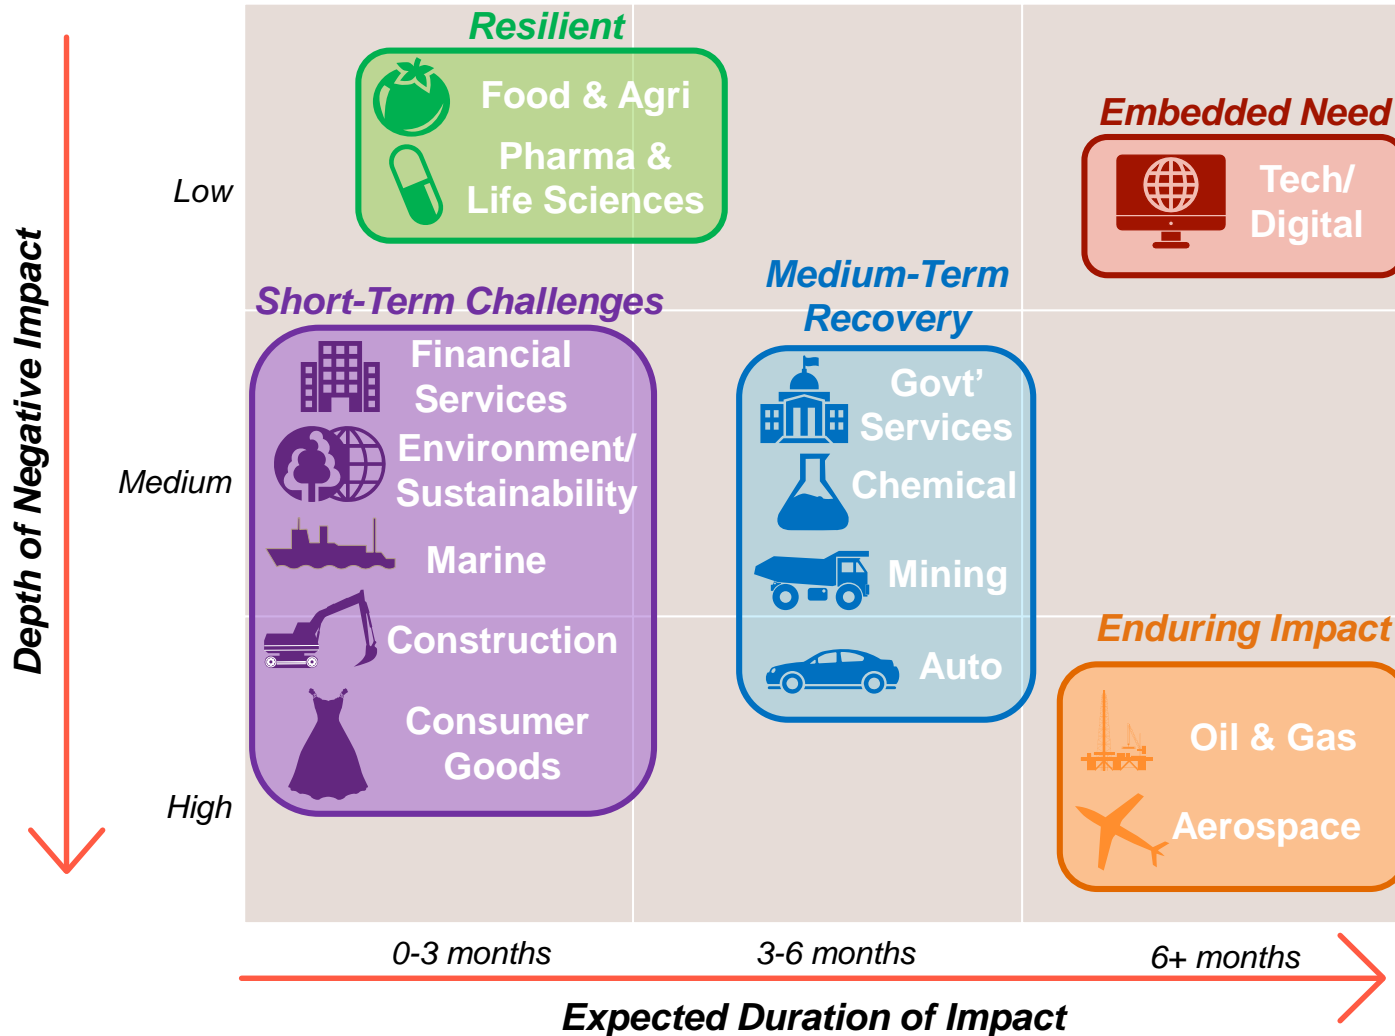 Resilient
Food & Agri
Pharma &
Life Sciences
Embedded Need
Tech/
Digital
Low
Short-Term Challenges
Financial
Services
Environment/
Sustainability
Marine
Construction
Consumer
Goods
Medium-Term
Recovery
Govt'
Services
Chemical
Mining
Auto
Medium
Enduring Impact
Oil & Gas
Aerospace
High
Depth of Negative Impact
0-3 months
3-6 months
6+ months
Expected Duration of Impact